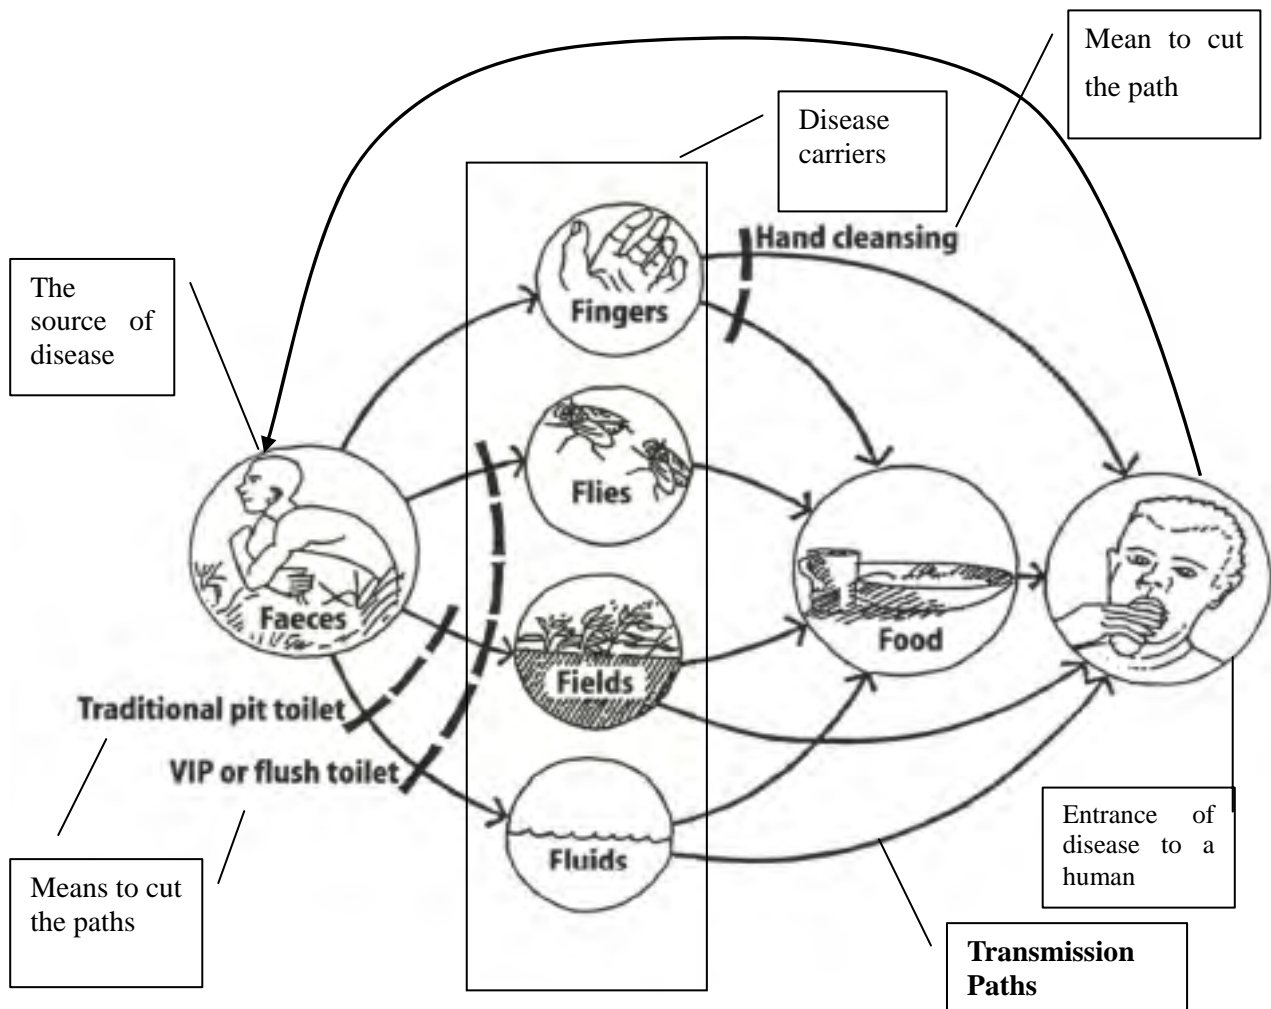 Mean to cut
the path
Disease
carriers
Hand cleansing
The
source of
disease
Fingers
Flies
Faeces
Food
Fields
Traditional pit toilet
VIP or flush toilet
Fluids
Entrance of
disease to a
human
Means to cut
the paths
Transmission
Paths